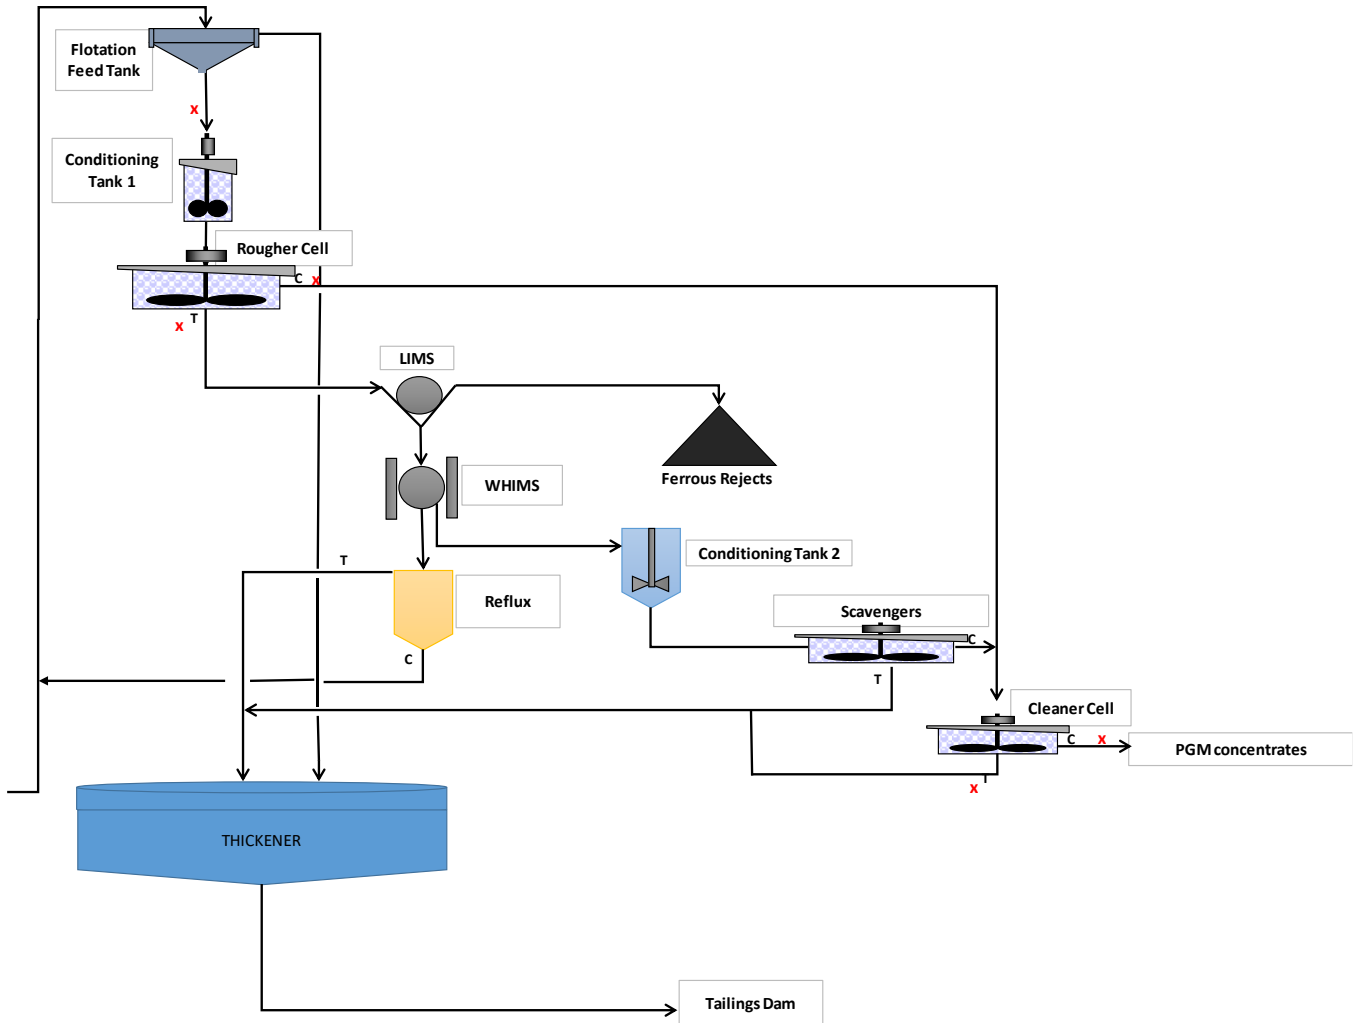 Flotation
Feed Tank
x
Conditioning
Tank 1
Rougher Cell
C x
x T
LIMS
Ferrous Rejects
WHIMS
Conditioning Tank 2
T
Reflux
Scavengers
C
C
T
Cleaner Cell
C x
PGM concentrates
x T
THICKENER
Tailings Dam